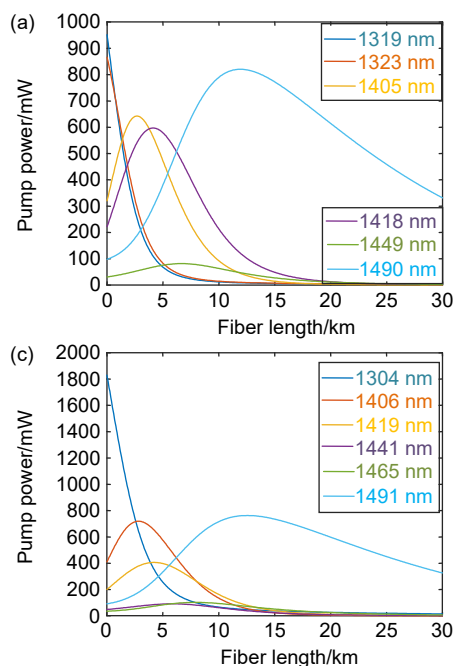 (a)
Pump power/mW
1000
900
800
700
600
500
400
300
200
100
0
1319 nm
1323 nm
1405 nm
1418 nm
1449 nm
1490 nm
0 5 10 15 20 25 30
Fiber length/km
(c)
Pump power/mW
2000
1800
1600
1400
1200
1000
800
600
400
200
0
1304 nm
1406 nm
1419 nm
1441 nm
1465 nm
1491 nm
0 5 10 15 20 25 30
Fiber length/km